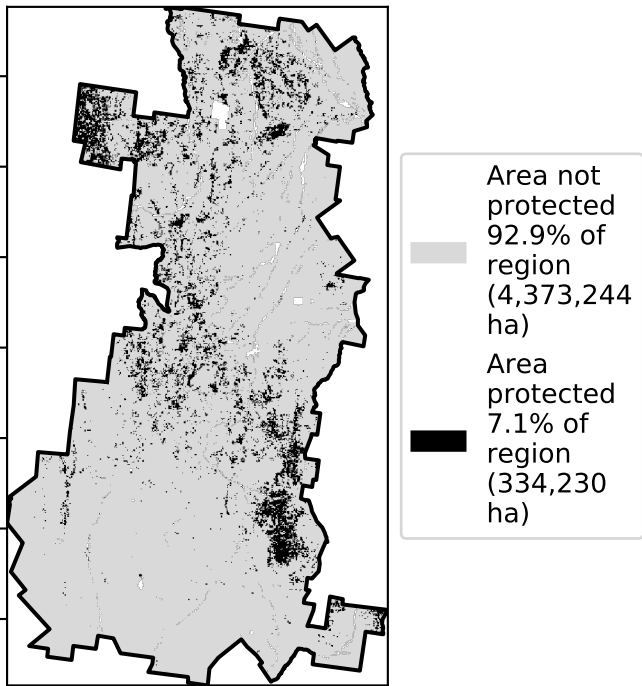 Area not
protected
92.9% of
region
(4,373,244
ha)
Area
protected
7.1% of
region
(334,230
ha)